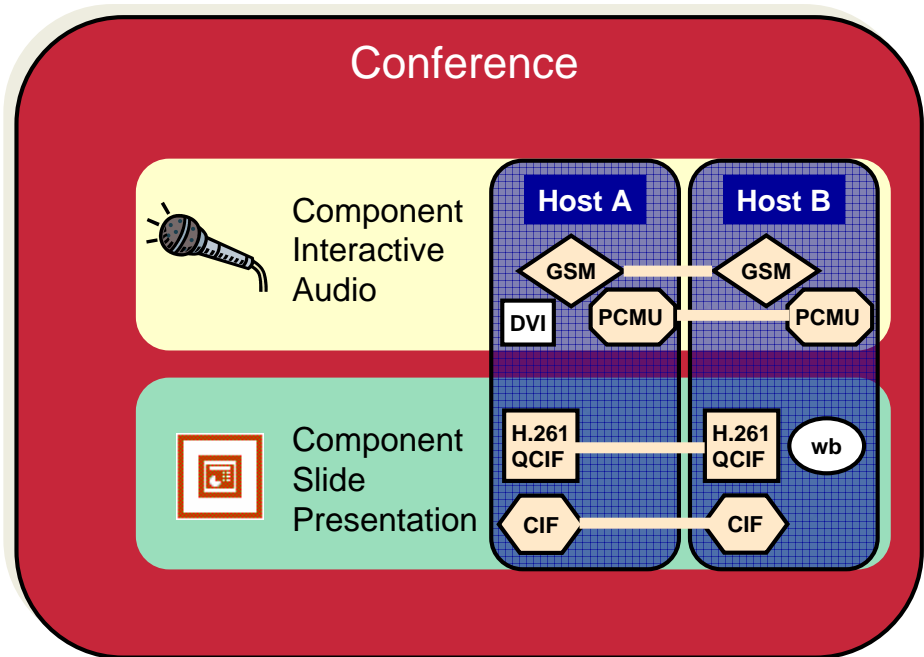 Conference
Component
Interactive
Audio
Host A
Host B
GSM
GSM
DVI
PCMU
PCMU
Component
Slide
Presentation
H.261
QCIF
H.261
QCIF
wb
CIF
CIF